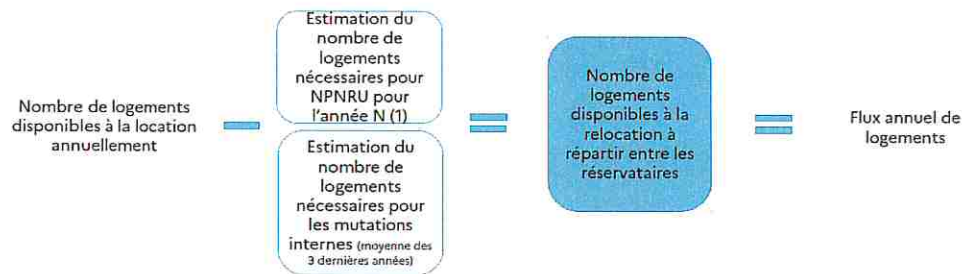 Nombre de logements
disponibles à la location
annuellement
Estimation du
nombre de
logements
nécessaires pour
NPNRU pour
l'année N (1)
Estimation du
nombre de
logements
nécessaires pour
les mutations
internes (moyenne des
3 dernières années)
Nombre de
logements
disponibles à la
relocation à
répartir entre les
réservataires
Flux annuel de
logements